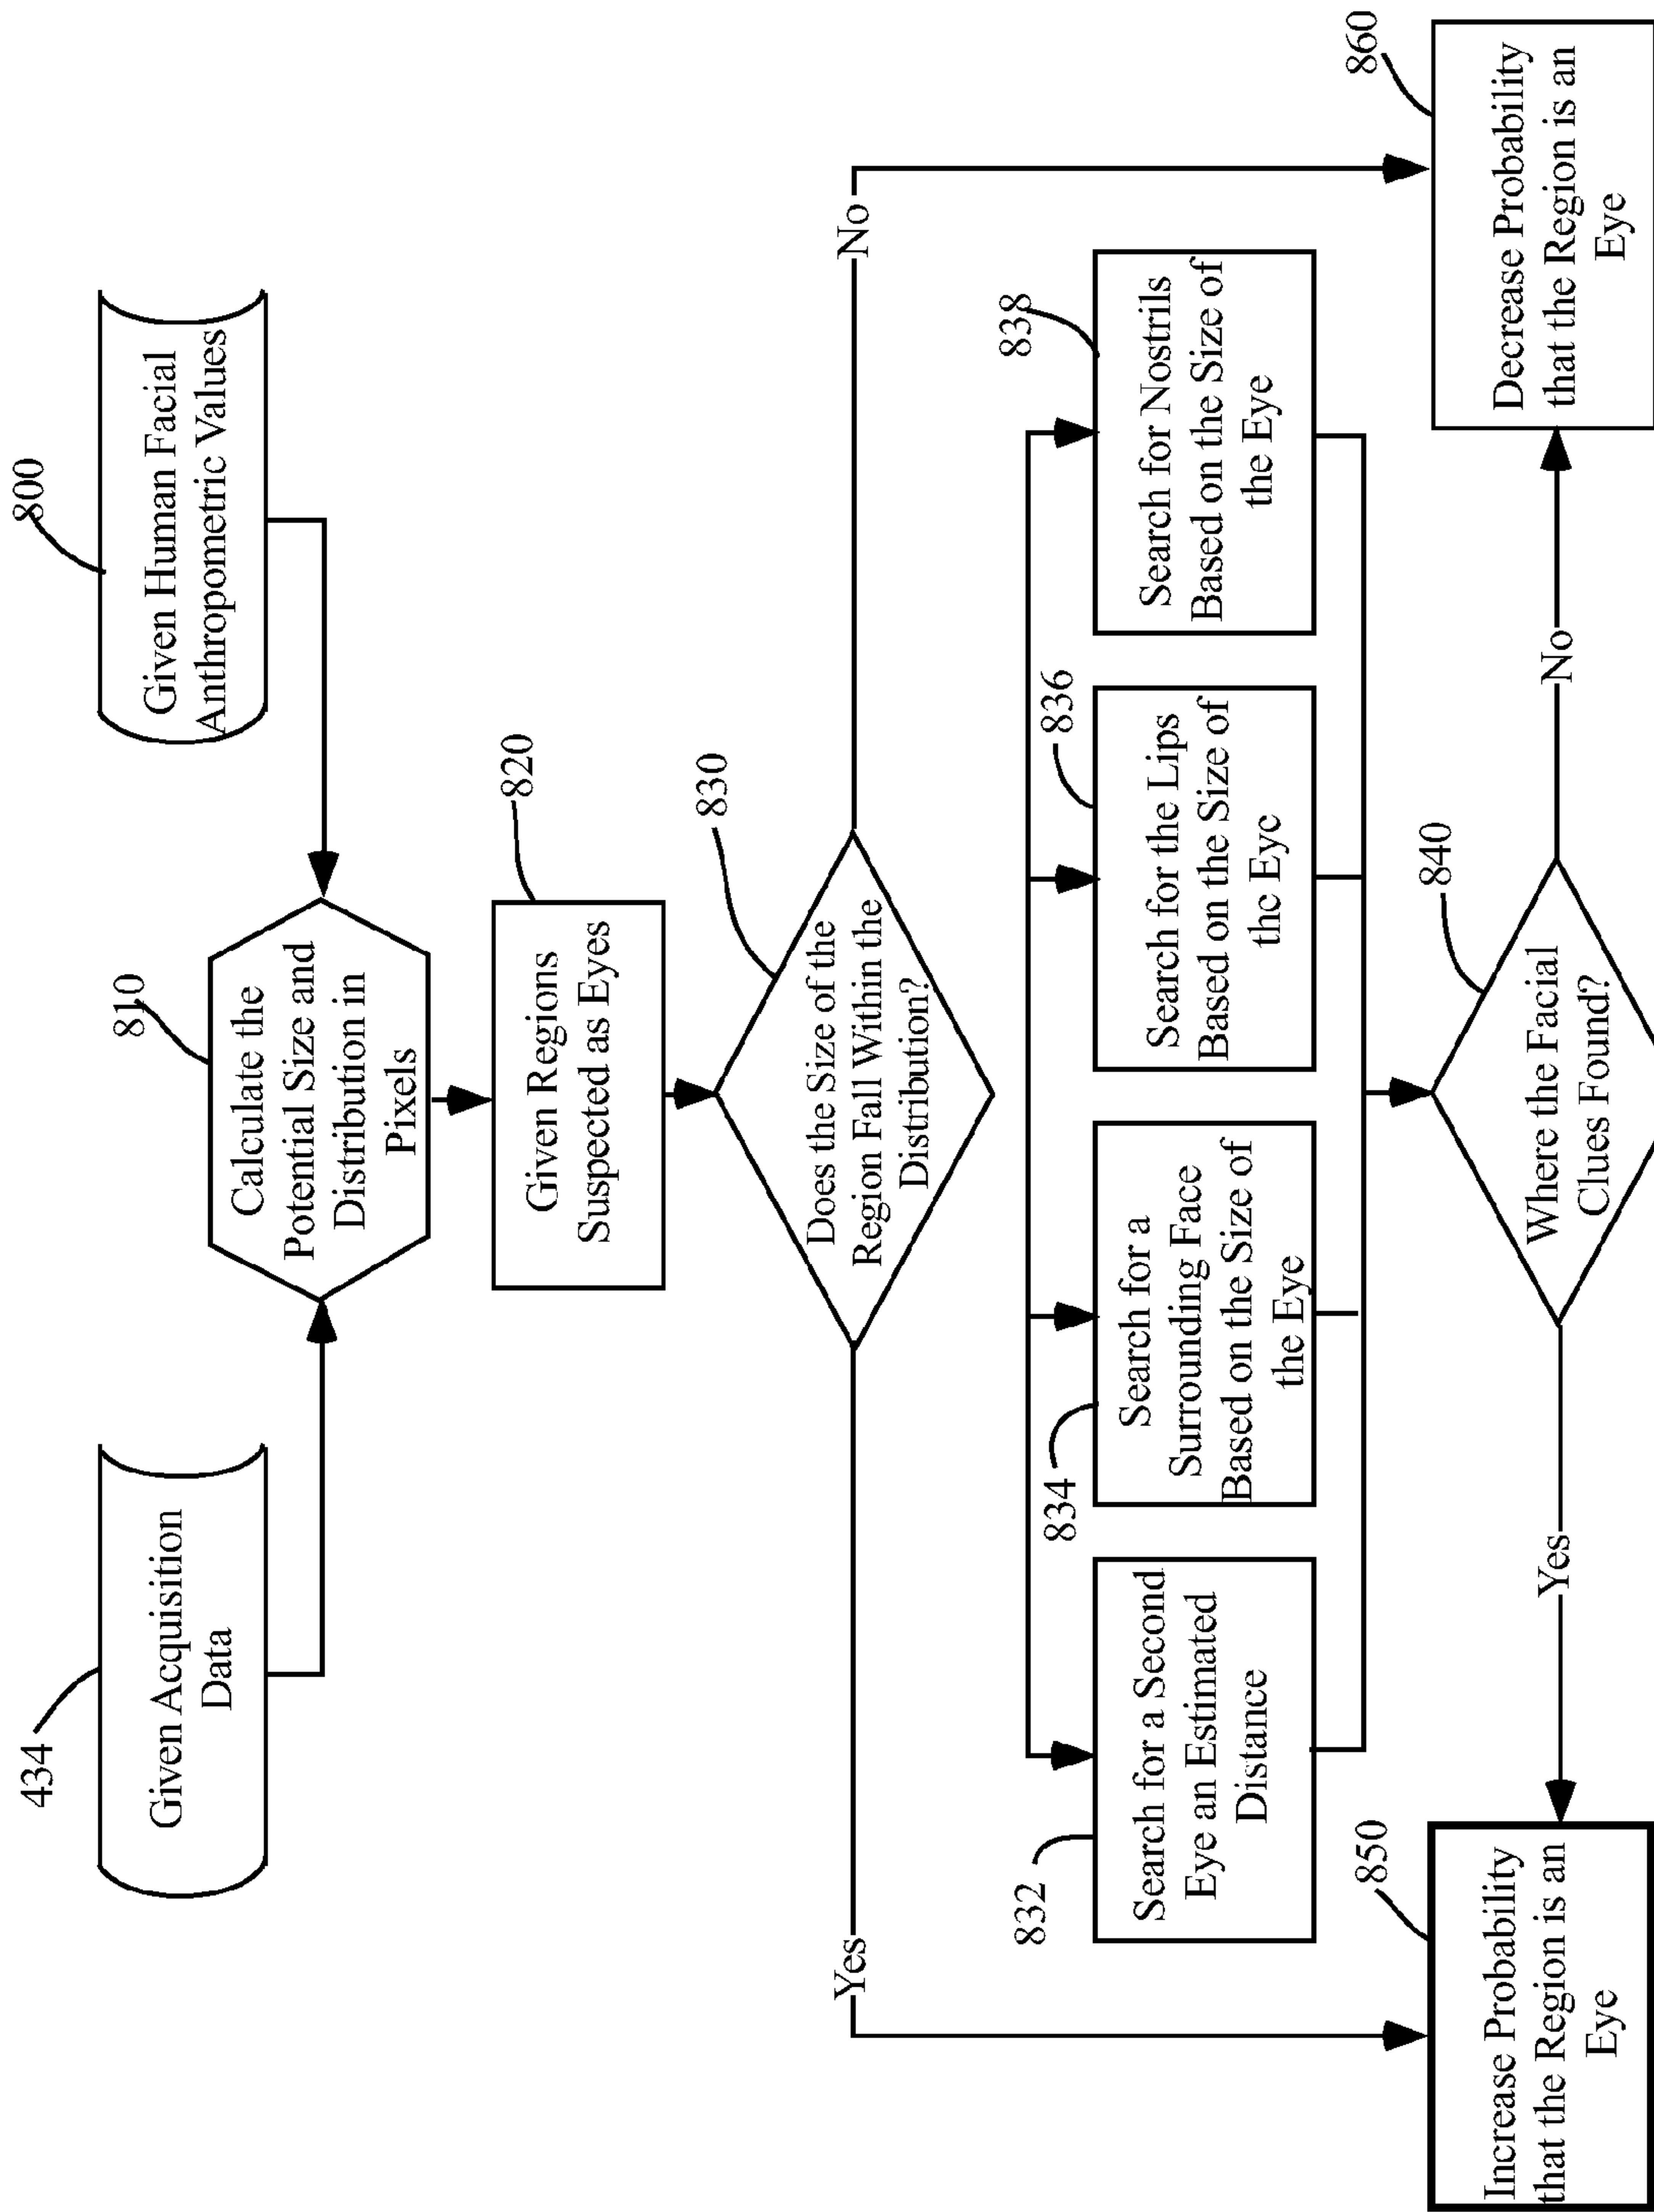 434
Given Acquisition
Data
800
Given Human Facial
Anthropometric Values
810
Calculate the
Potential Size and
Distribution in
Pixels
820
Given Regions
Suspected as Eyes
830
Does the Size of the
Region Fall Within the
Distribution?
Yes
No
832
Search for a Second
Eye an Estimated
Distance
834
Search for a
Surrounding Face
Based on the Size of
the Eye
836
Search for the Lips
Based on the Size of
the Eye
838
Search for Nostrils
Based on the Size of
the Eye
840
Where the Facial
Clues Found?
Yes
No
850
Increase Probability
that the Region is an
Eye
860
Decrease Probability
that the Region is an
Eye